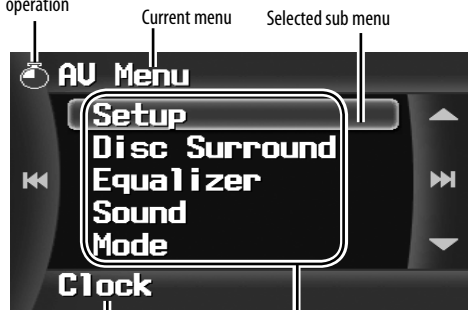 operation
Current menu
Selected sub menu
AV Menu
Setup
Disc Surround
Equalizer
Sound
Mode
Clock